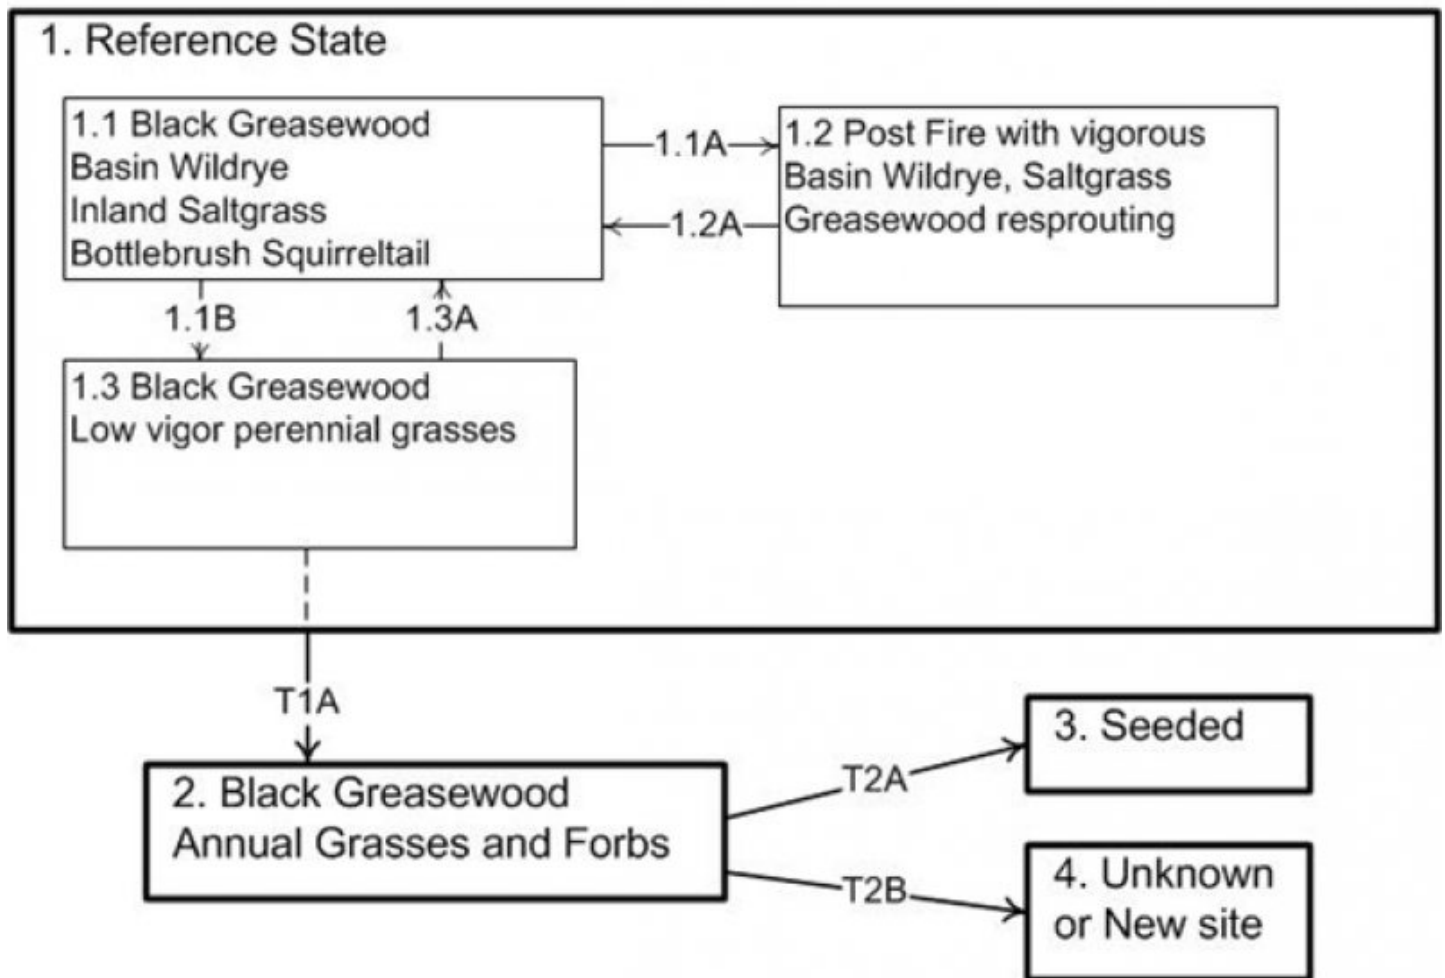 1. Reference State
1.1 Black Greasewood
Basin Wildrye
Inland Saltgrass
Bottlebrush Squirreltail
1.1A
1.2A
1.2 Post Fire with vigorous
Basin Wildrye, Saltgrass
Greasewood resprouting
1.1B
1.3A
1.3 Black Greasewood
Low vigor perennial grasses
T1A
2. Black Greasewood
Annual Grasses and Forbs
T2A
T2B
3. Seeded
4. Unknown
or New site